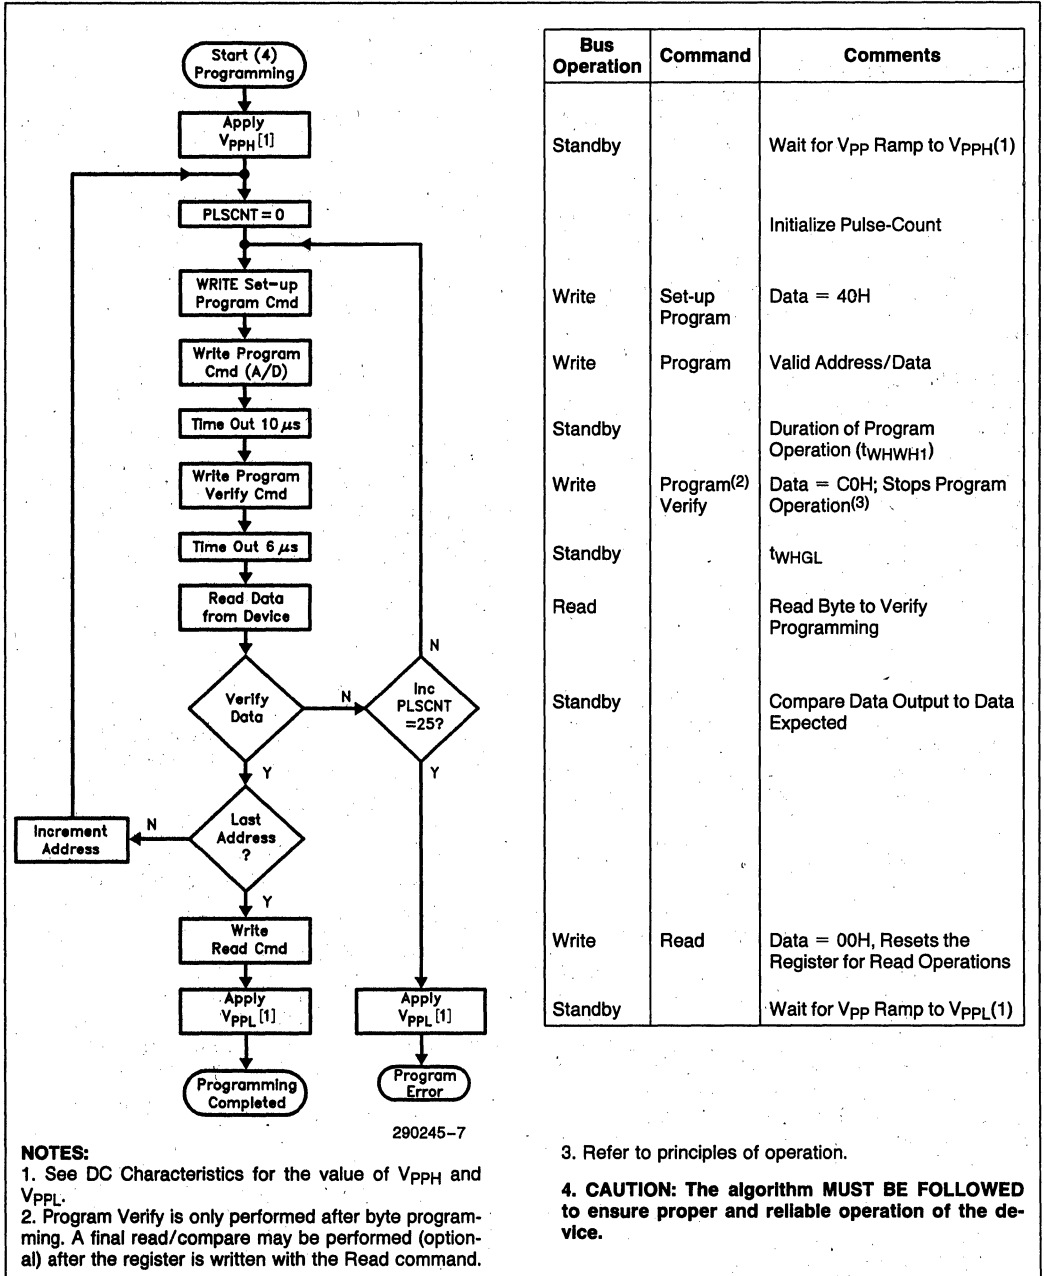 Start (4)
Programming
Apply
VPPH[1]
PLSCNT = 0
WRITE Set-up
Program Cmd
Write Program
Cmd (A/D)
Time Out 10 μs
Write Program
Verify Cmd
Time Out 6 μs
Read Data
from Device
Verify
Data
N
Inc
PLSCNT
=25?
N
Y
Y
Last
Address
?
N
Increment
Address
Y
Write
Read Cmd
Apply
VPPL[1]
Apply
VPPL[1]
Programming
Completed
Program
Error
290245-7
Bus
Operation
Command
Comments
Standby
Wait for VPP Ramp to VPPH(1)
Initialize Pulse-Count
Write
Set-up
Program
Data = 40H
Write
Program
Valid Address/Data
Standby
Duration of Program
Operation (tWHWH1)
Write
Program(2)
Verify
Data = C0H; Stops Program
Operation(3)
Standby
tWHGL
Read
Read Byte to Verify
Programming
Standby
Compare Data Output to Data
Expected
Write
Read
Data = 00H, Resets the
Register for Read Operations
Standby
Wait for VPP Ramp to VPPL(1)
NOTES:
1. See DC Characteristics for the value of VPPH and
VPPL.
2. Program Verify is only performed after byte program-
ming. A final read/compare may be performed (option-
al) after the register is written with the Read command.
3. Refer to principles of operation.
4. CAUTION: The algorithm MUST BE FOLLOWED
to ensure proper and reliable operation of the de-
vice.